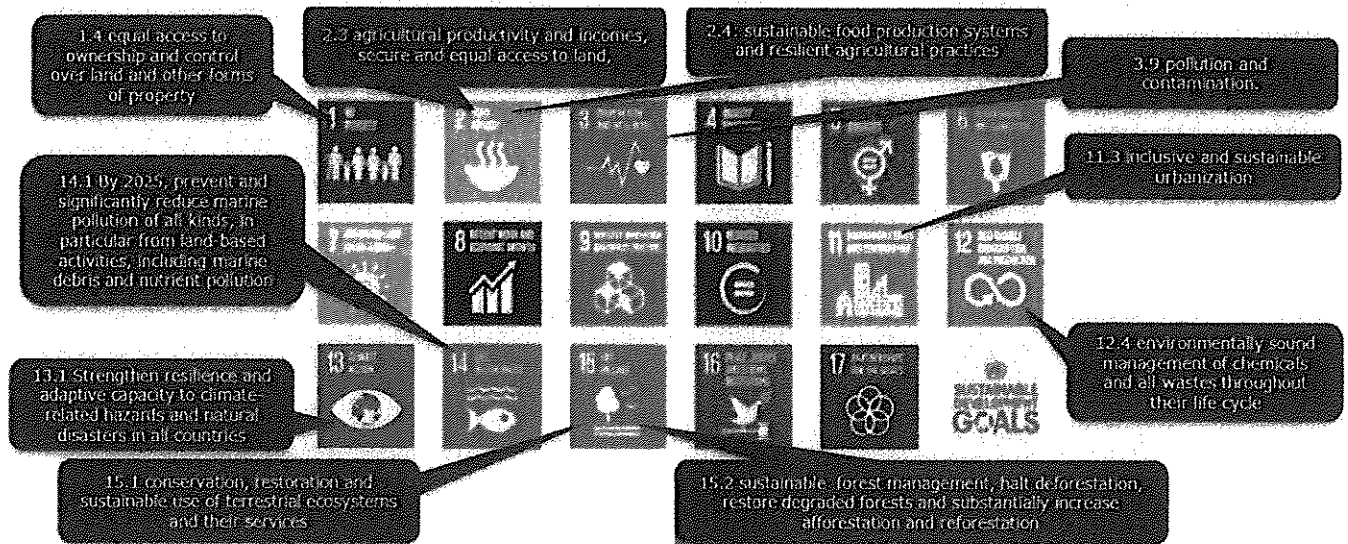 1.4 equal access to
ownership and control
over land and other forms
of property
2.3 agricultural productivity and incomes,
secure and equal access to land,
2.4: sustainable food production systems
and resilient agricultural practices
3.9 pollution and
contamination.
1
2
3
4
5
6
14.1 By 2025, prevent and
significantly reduce marine
pollution of all kinds, in
particular from land-based
activities, including marine
debris and nutrient pollution
11.3 inclusive and sustainable
urbanization
7
8
9
10
11
12
12.4 environmentally sound
management of chemicals
and all wastes throughout
their life cycle
13.1 Strengthen resilience and
adaptive capacity to climate-
related hazards and natural
disasters in all countries
13
14
15
16
17
SUSTAINABLE
DEVELOPMENT
GOALS
15.1 conservation, restoration and
sustainable use of terrestrial ecosystems
and their services
15.2 sustainable forest management, halt deforestation,
restore degraded forests and substantially increase
afforestation and reforestation